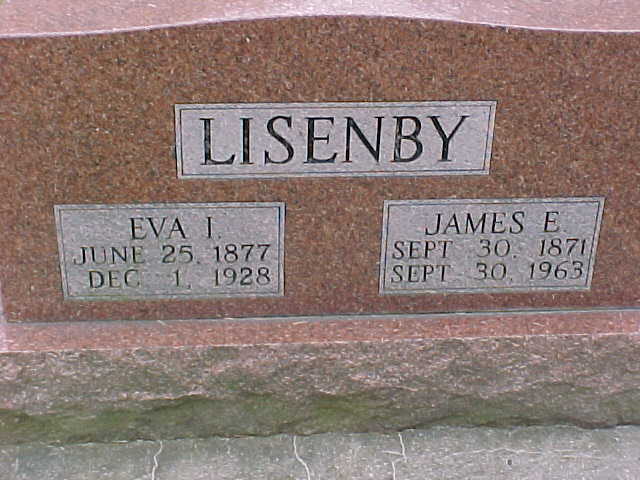 LISENBY
EVA I.
JUNE 25, 1877
DEC 1, 1928
JAMES E.
SEPT 30, 1871
SEPT 30, 1963